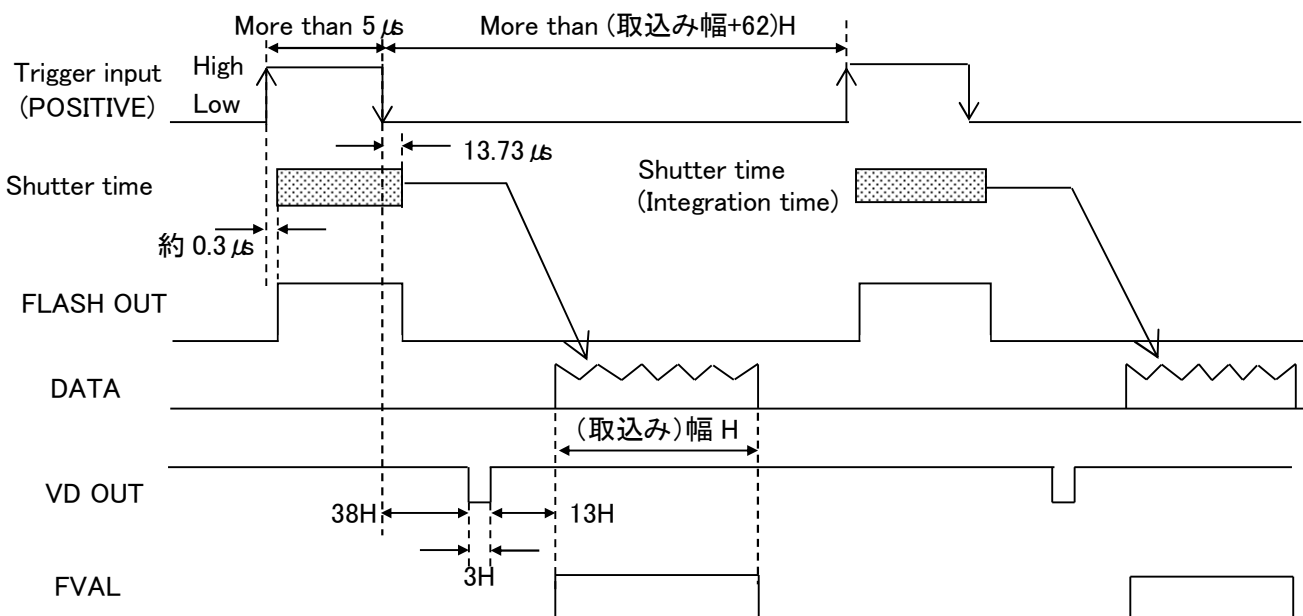 More than 5 μs
More than (取込み幅+62)H
Trigger input
(POSITIVE)
High
Low
13.73 μs
Shutter time
Shutter time
(Integration time)
約 0.3 μs
FLASH OUT
DATA
(取込み)幅 H
VD OUT
38H
13H
3H
FVAL